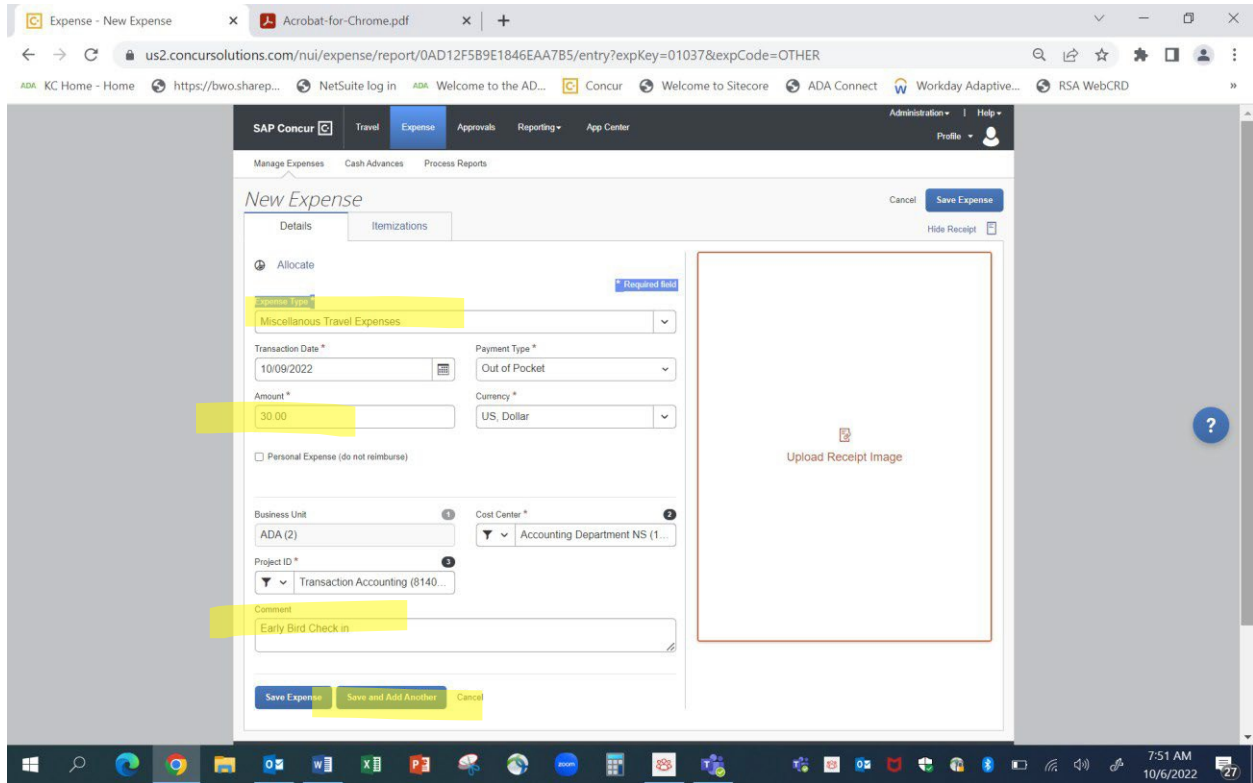 Expense - New Expense
Acrobat-for-Chrome.pdf
us2.concursolutions.com/nui/expense/report/0AD12F5B9E1846EAA7B5/entry?expKey=01037&expCode=OTHER
ADA KC Home - Home https://bwo.sharep... NetSuite log in ADA Welcome to the AD... Concur Welcome to Sitecore ADA Connect Workday Adaptive... RSA WebCRD »
Administration | Help
SAP Concur C Travel Expense Approvals Reporting App Center
Profile
Manage Expenses Cash Advances Process Reports
New Expense
Cancel Save Expense
Details Itemizations
Hide Receipt
Allocate
* Required field
Expense Type *
Miscellanous Travel Expenses
Transaction Date * Payment Type *
10/09/2022 Out of Pocket
Amount * Currency *
30.00 US, Dollar
?
Upload Receipt Image
Personal Expense (do not reimburse)
Business Unit 1 Cost Center * 2
ADA (2) Accounting Department NS (1...
Project ID * 3
Transaction Accounting (8140...
Comment
Early Bird Check in
Save Expense Save and Add Another Cancel
zoom
7:51 AM
10/6/2022
27